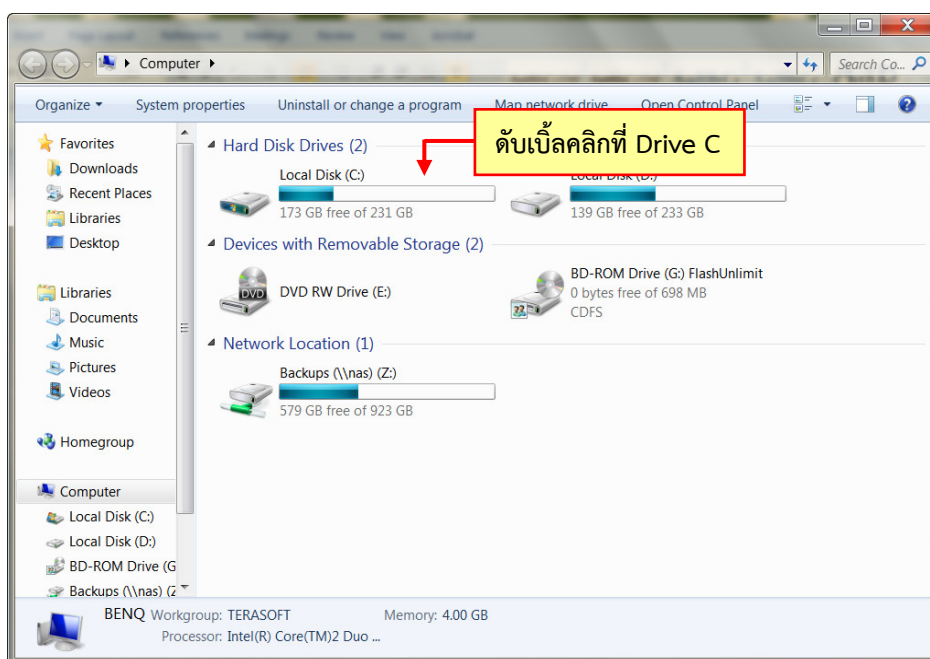 Computer
Search Co...
Organize
System properties
Uninstall or change a program
Map network drive
Open Control Panel
ดับเบิ้ลคลิกที่ Drive C
Favorites
Downloads
Recent Places
Libraries
Desktop
Libraries
Documents
Music
Pictures
Videos
Homegroup
Computer
Local Disk (C:)
Local Disk (D:)
BD-ROM Drive (G
Backups (\\nas) (Z
Hard Disk Drives (2)
Local Disk (C:)
173 GB free of 231 GB
Local Disk (D:)
139 GB free of 233 GB
Devices with Removable Storage (2)
DVD
DVD RW Drive (E:)
BD-ROM Drive (G:) FlashUnlimit
0 bytes free of 698 MB
CDFS
Network Location (1)
Backups (\\nas) (Z:)
579 GB free of 923 GB
BENQ Workgroup: TERASOFT Memory: 4.00 GB
Processor: Intel(R) Core(TM)2 Duo ...